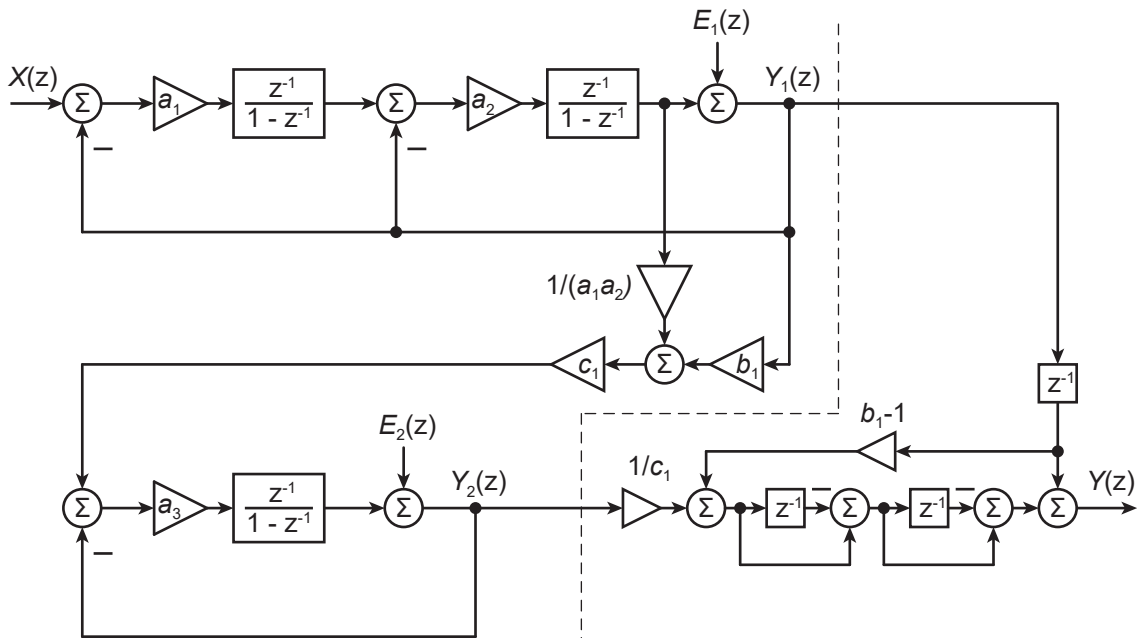 E₁(z)
X(z)
Σ
a₁
z⁻¹
1 - z⁻¹
Σ
a₂
z⁻¹
1 - z⁻¹
Σ
Y₁(z)
–
–
1/(a₁a₂)
c₁
Σ
b₁
z⁻¹
b₁-1
E₂(z)
1/c₁
Σ
a₃
z⁻¹
1 - z⁻¹
Σ
Y₂(z)
Σ
z⁻¹
–
Σ
z⁻¹
–
Σ
Σ
Y(z)
–